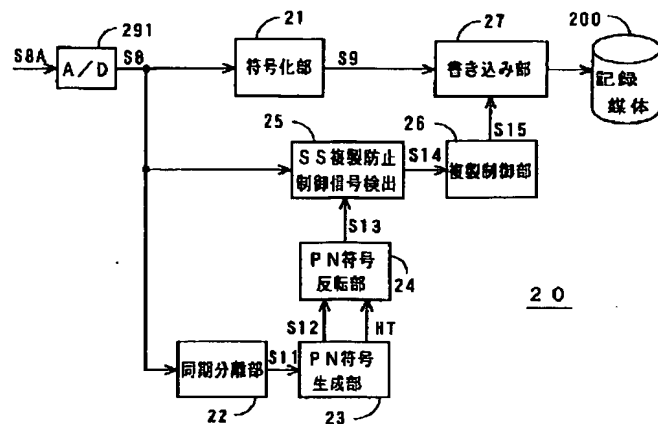 291
21
27
200
S8A
A/D
S8
符号化部
S9
書き込み部
記録
媒体
25
26
S15
SS複製防止
制御信号検出
S14
複製制御部
S13
PN符号
反転部
24
20
S12
HT
同期分離部
S11
PN符号
生成部
22
23